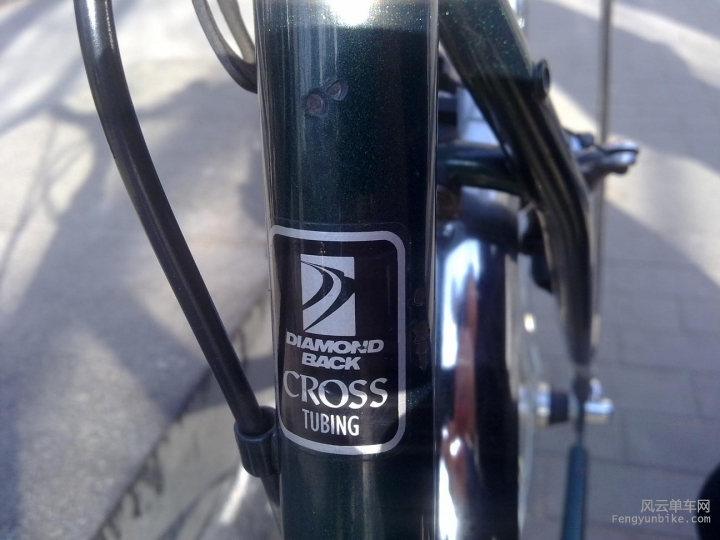 DIAMOND
BACK
CROSS
TUBING
风云单车网
Fengyunbike.com